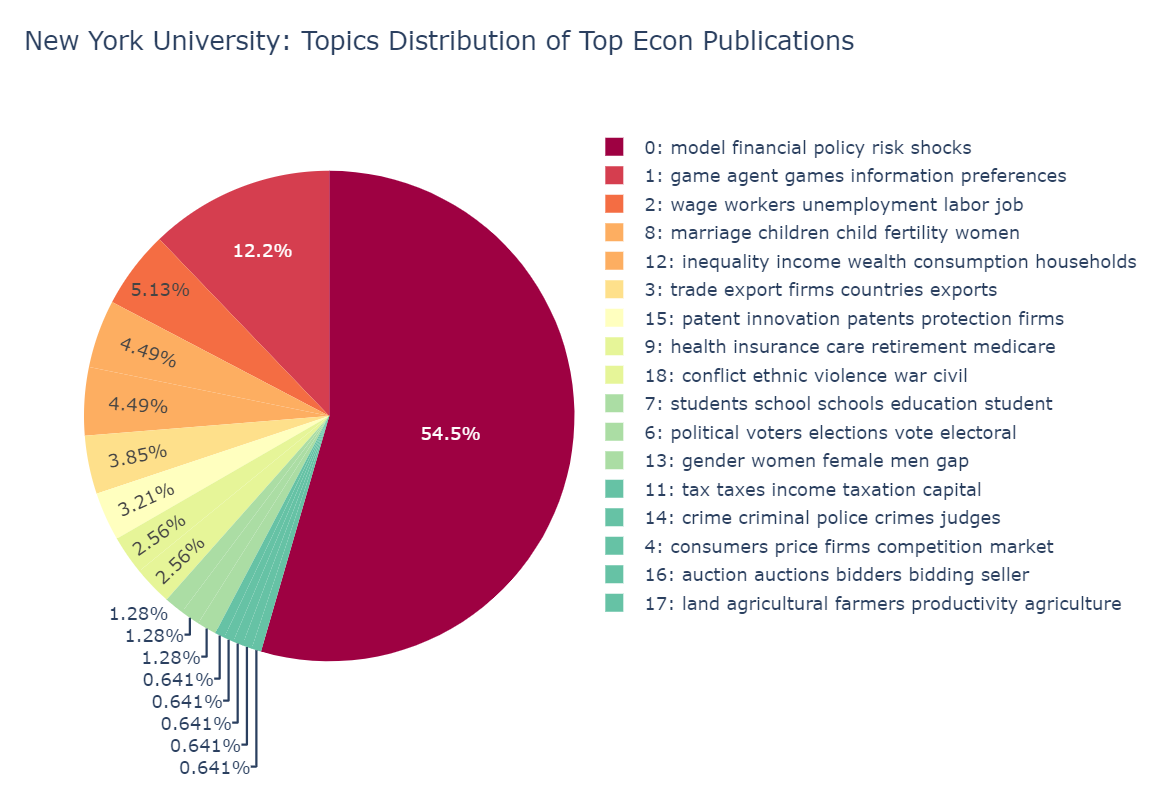 New York University: Topics Distribution of Top Econ Publications
0: model financial policy risk shocks
1: game agent games information preferences
2: wage workers unemployment labor job
8: marriage children child fertility women
12: inequality income wealth consumption households
3: trade export firms countries exports
15: patent innovation patents protection firms
9: health insurance care retirement medicare
18: conflict ethnic violence war civil
7: students school schools education student
6: political voters elections vote electoral
13: gender women female men gap
11: tax taxes income taxation capital
14: crime criminal police crimes judges
4: consumers price firms competition market
16: auction auctions bidders bidding seller
17: land agricultural farmers productivity agriculture
12.2%
5.13%
4.49%
4.49%
54.5%
3.85%
3.21%
2.56%
2.56%
1.28%
1.28%
1.28%
0.641%
0.641%
0.641%
0.641%
0.641%